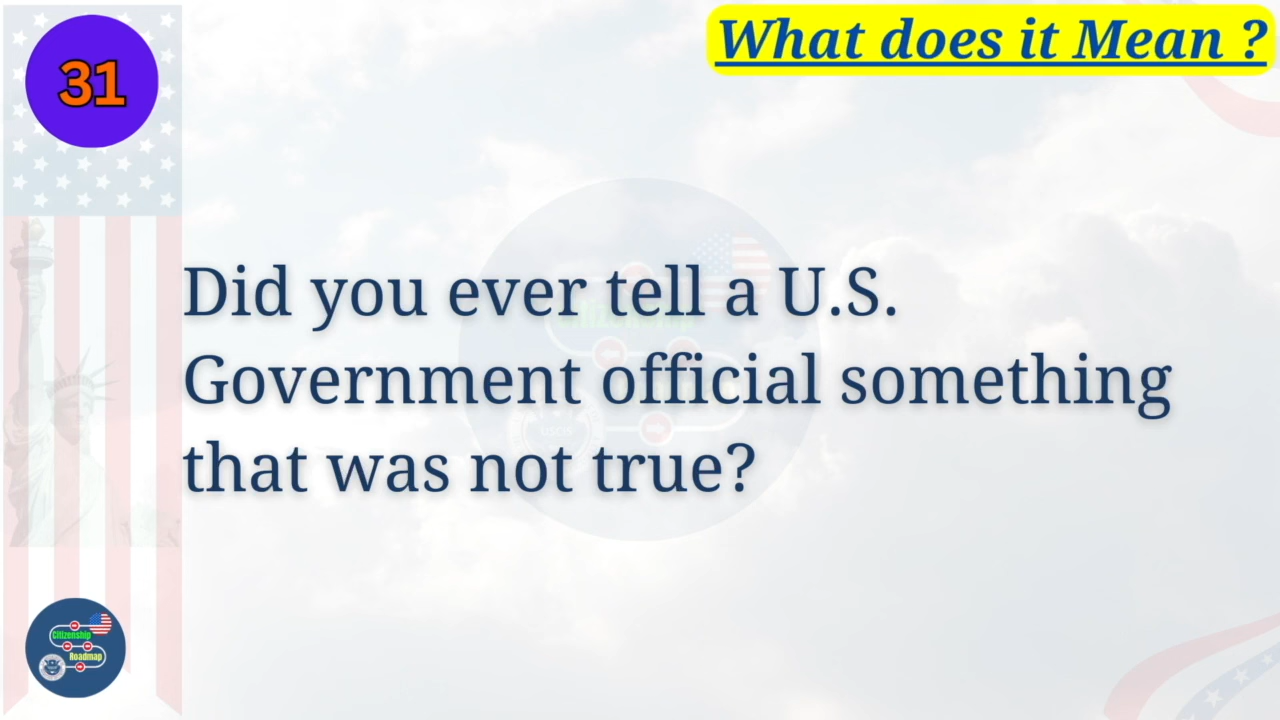 31
What does it Mean ?
Did you ever tell a U.S.
Government official something
that was not true?
Citizenship
Roadmap